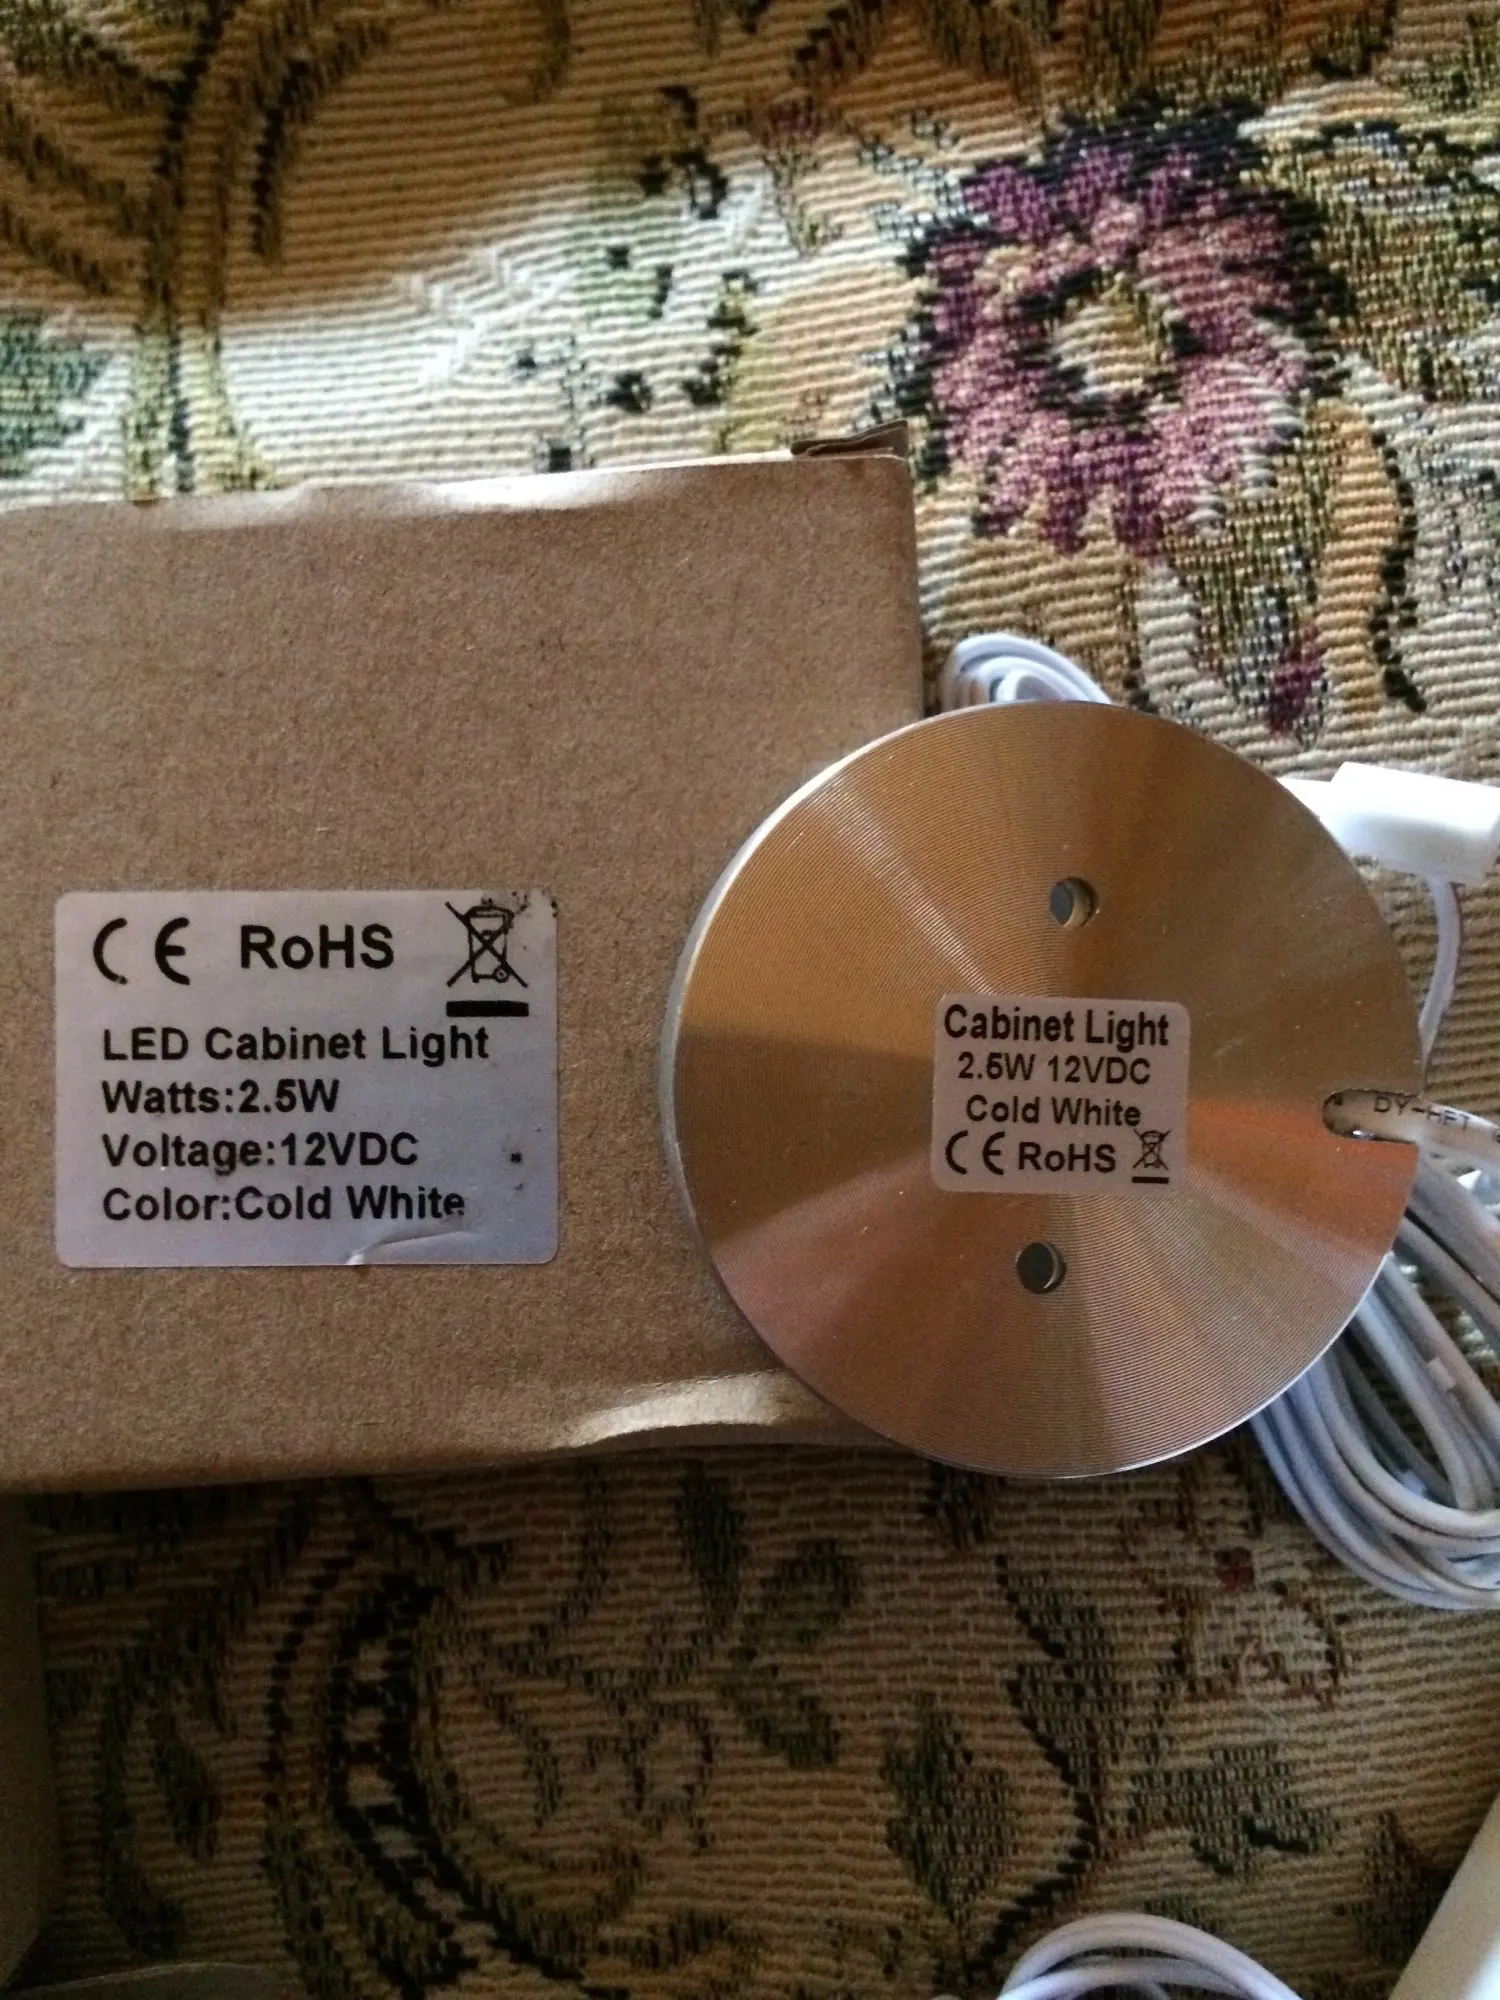 CE RoHS
LED Cabinet Light
Watts:2.5W
Voltage:12VDC
Color:Cold White
Cabinet Light
2.5W 12VDC
Cold White
CE RoHS